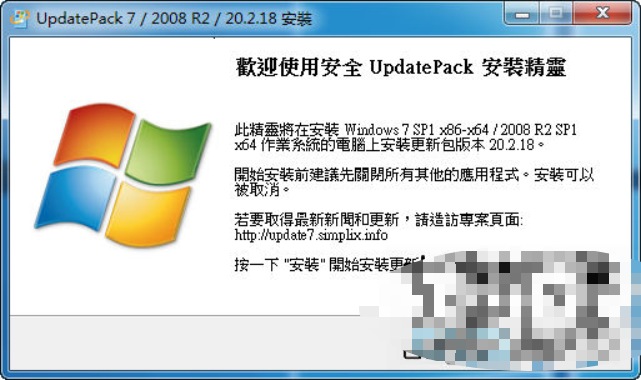 UpdatePack 7 / 2008 R2 / 20.2.18 安裝
歡迎使用安全 UpdatePack 安裝精靈
此精靈將在安裝 Windows 7 SP1 x86-x64 / 2008 R2 SP1
x64 作業系統的電腦上安裝更新包版本 20.2.18。
開始安裝前建議先關閉所有其他的應用程式。安裝可以
被取消。
若要取得最新新聞和更新，請造訪專案頁面:
http://update7.simplix.info
按一下 "安裝" 開始安裝更新